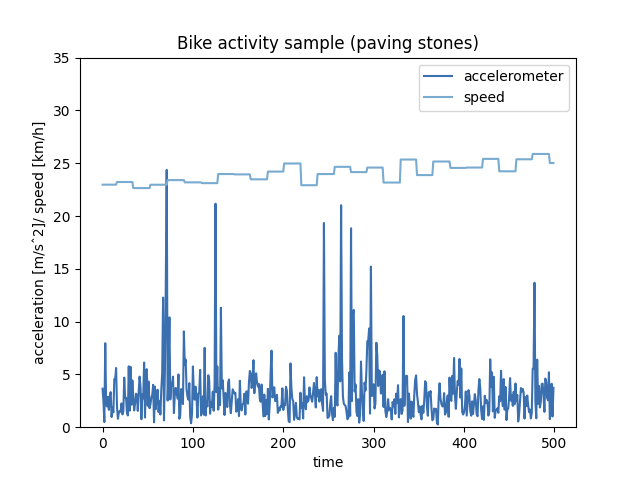 Bike activity sample (paving stones)
accelerometer
speed
acceleration [m/sˆ2]/ speed [km/h]
35
30
25
20
15
10
5
0
0 100 200 300 400 500
time